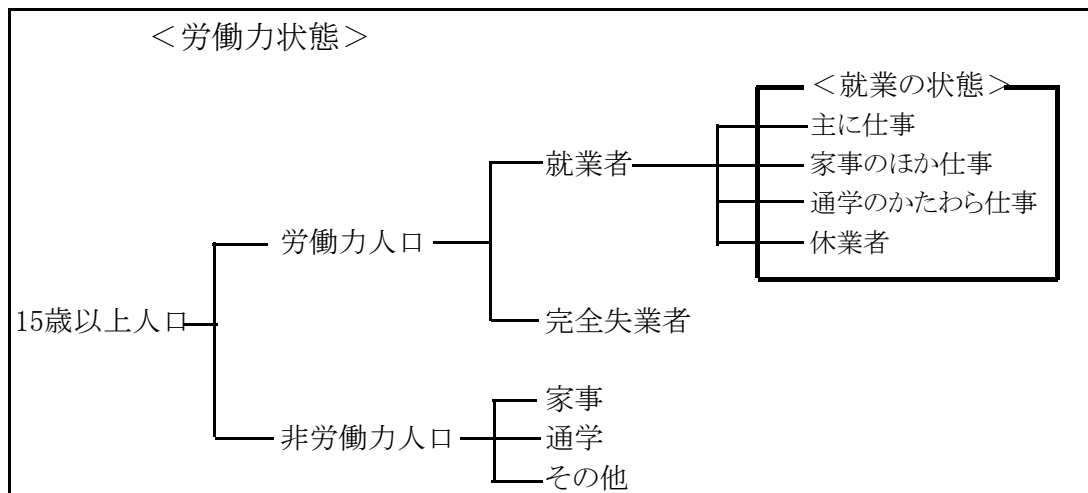 ＜労働力状態＞
＜就業の状態＞
主に仕事
就業者
家事のほか仕事
通学のかたわら仕事
労働力人口
休業者
15歳以上人口
完全失業者
家事
非労働力人口
通学
その他